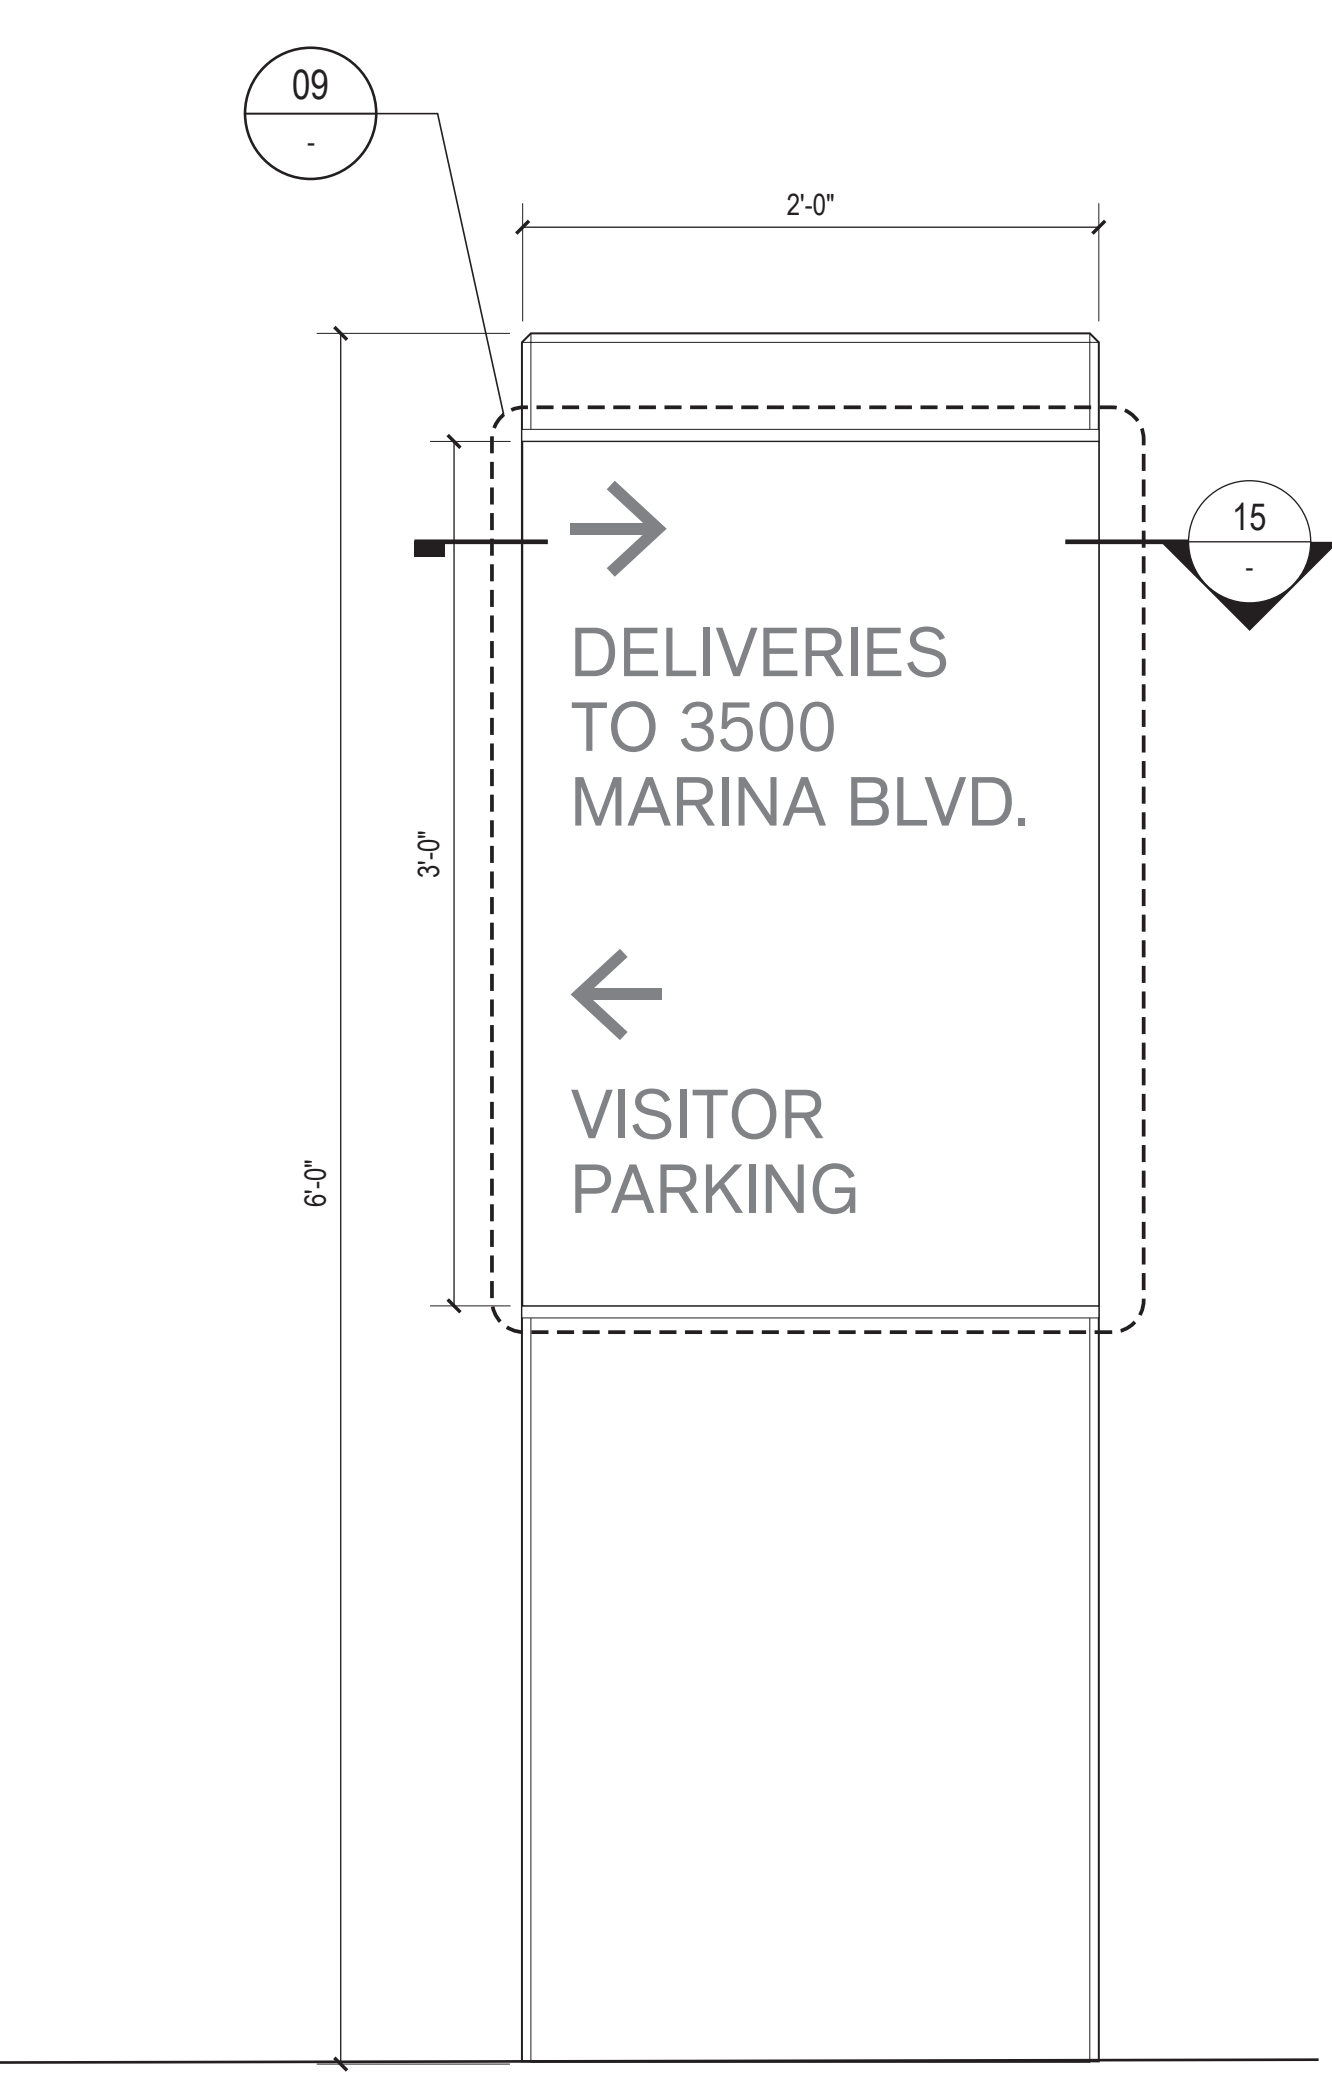 09
-
2'-0"
15
-
DELIVERIES
TO 3500
MARINA BLVD.
3'-0"
VISITOR
PARKING
6'-0"